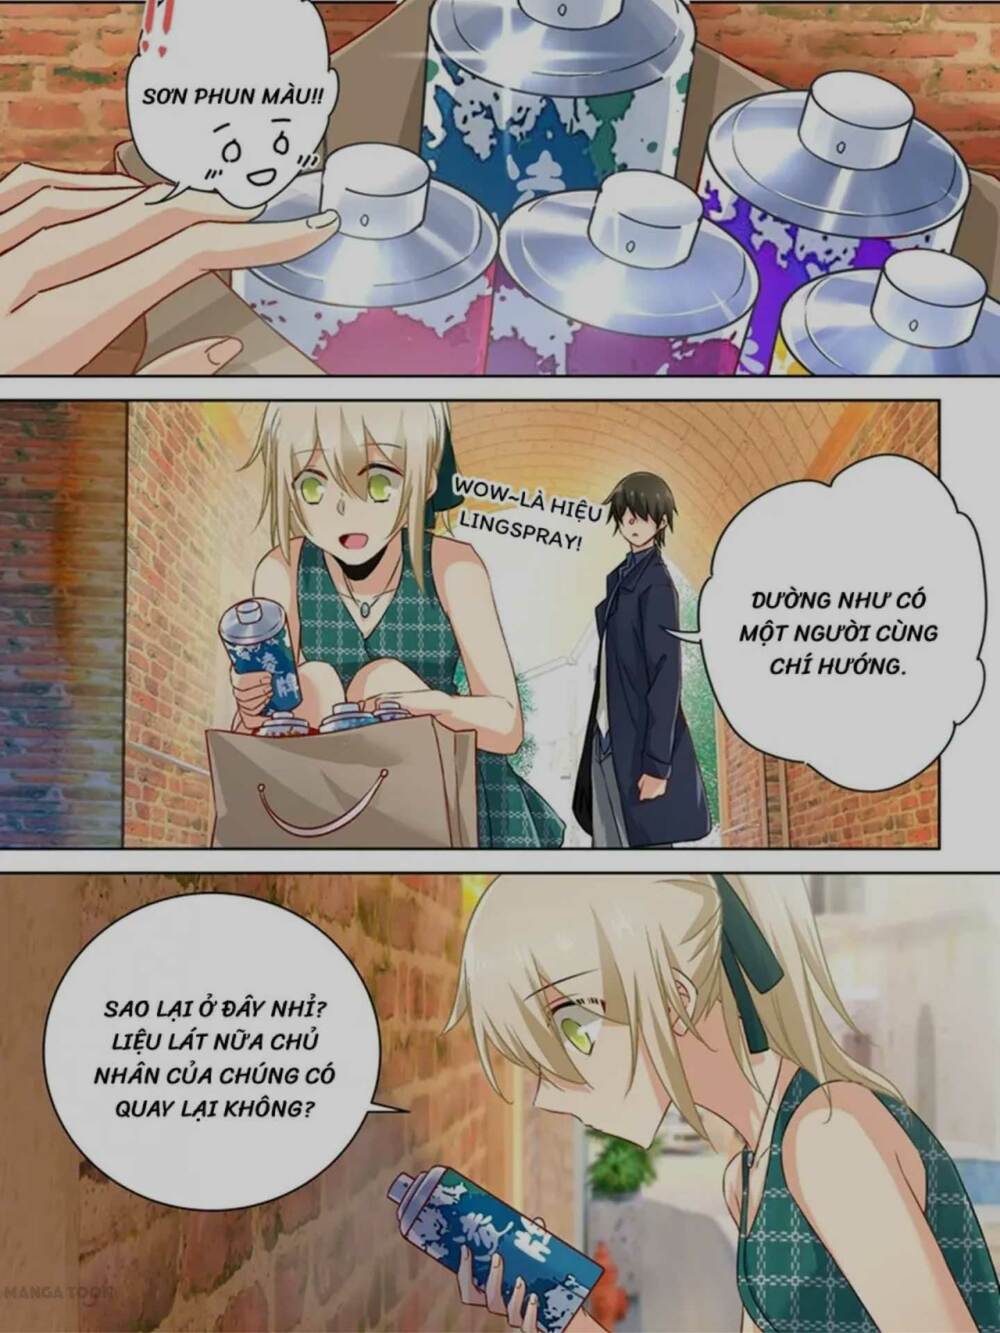 SƠN PHUN MÀU!!
WOW~LÀ HIỆU
LINGSPRAY!
DƯỜNG NHƯ CÓ
MỘT NGƯỜI CÙNG
CHÍ HƯỚNG.
SAO LẠI Ở ĐÂY NHỈ?
LIỆU LÁT NỮA CHỦ
NHÂN CỦA CHÚNG CÓ
QUAY LẠI KHÔNG?
MANGA TOON